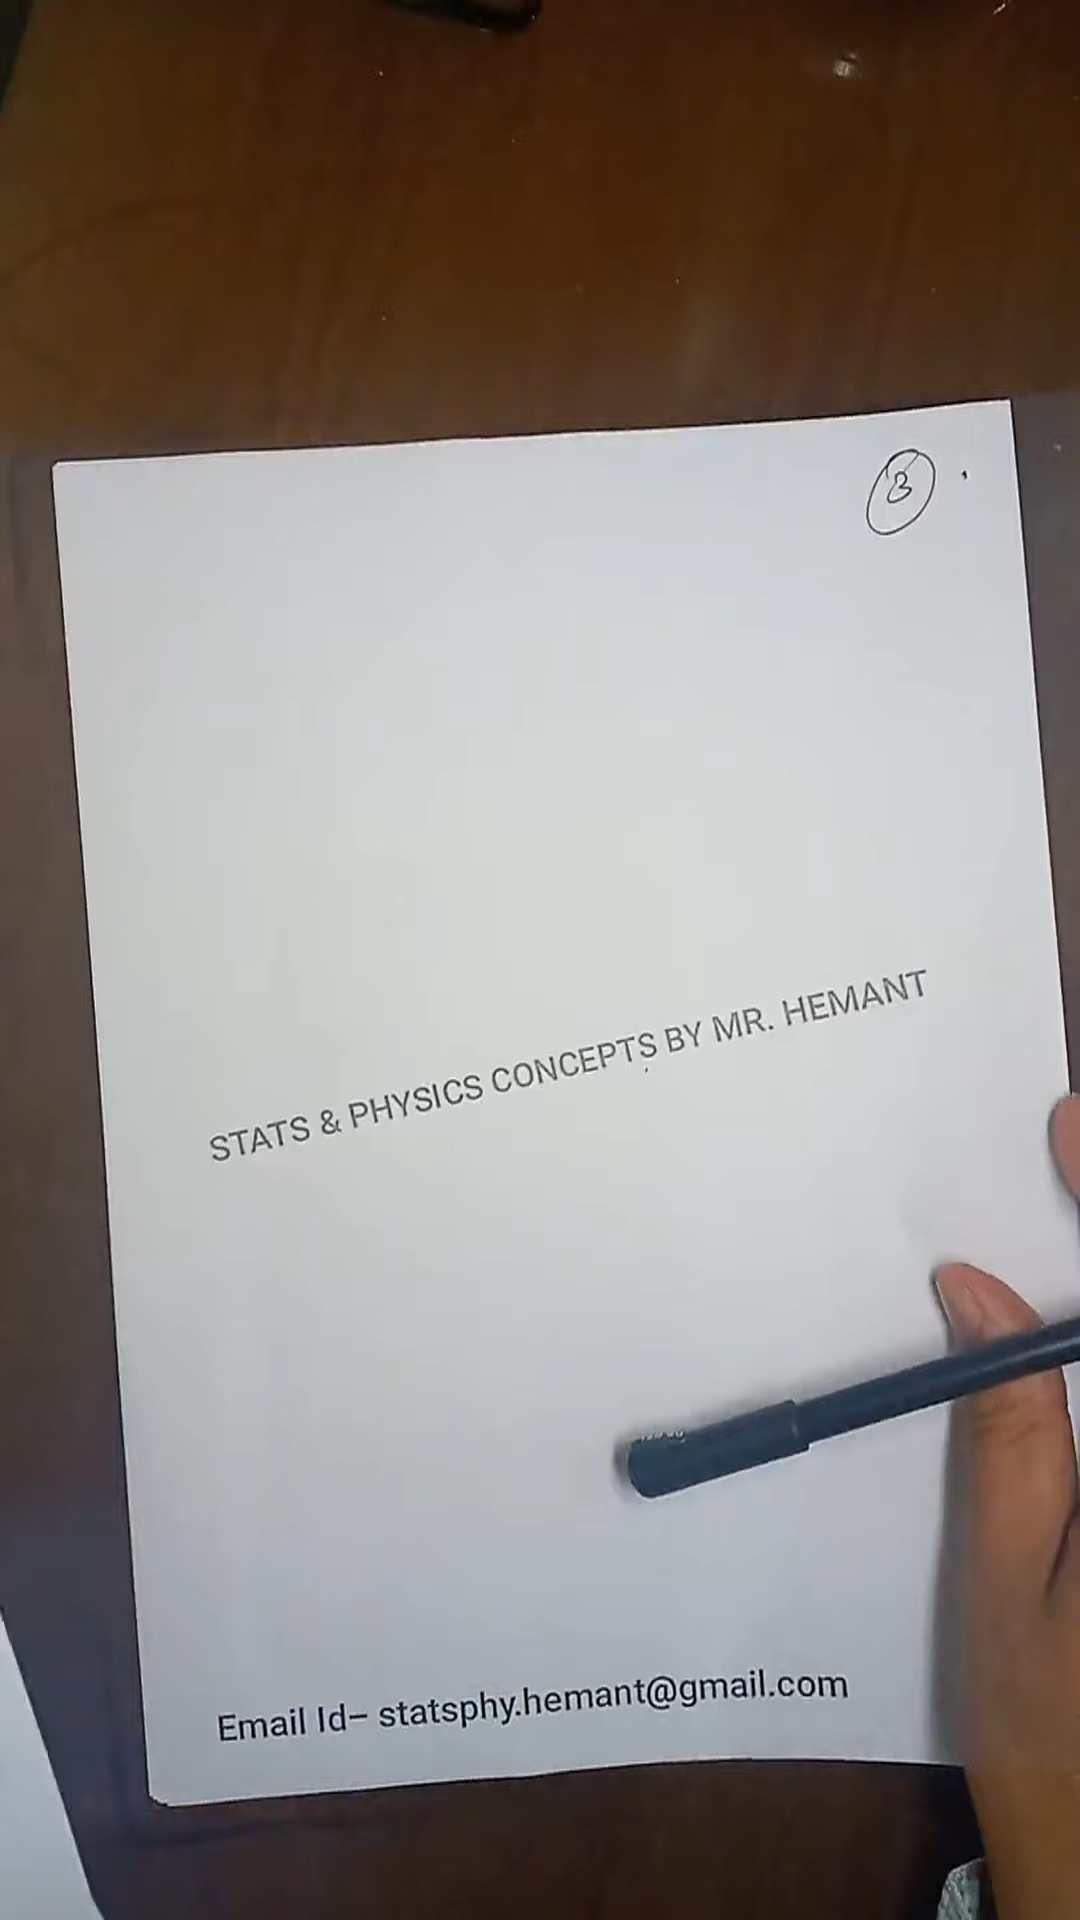 3
STATS & PHYSICS CONCEPTS BY MR. HEMANT
Email Id– statsphy.hemant@gmail.com